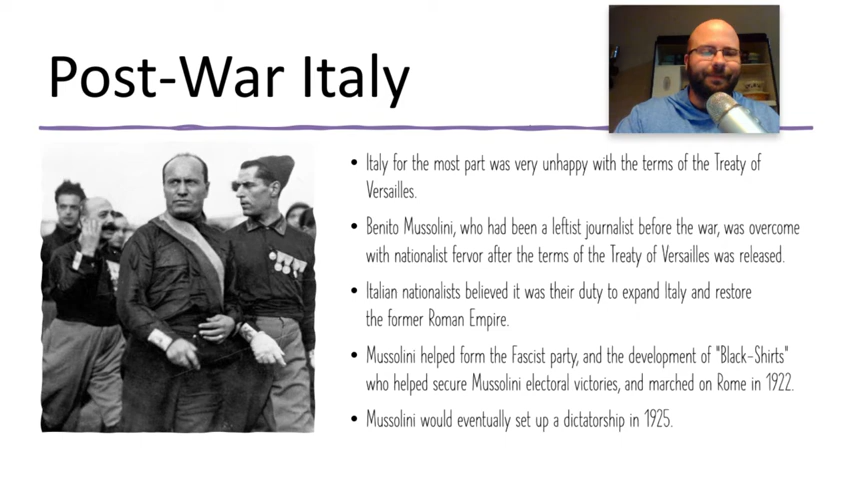 Post-War Italy
• Italy for the most part was very unhappy with the terms of the Treaty of
Versailles.
• Benito Mussolini, who had been a leftist journalist before the war, was overcome
with nationalist fervor after the terms of the Treaty of Versailles was released.
• Italian nationalists believed it was their duty to expand Italy and restore
the former Roman Empire.
• Mussolini helped form the Fascist party, and the development of "Black-Shirts"
who helped secure Mussolini electoral victories, and marched on Rome in 1922.
• Mussolini would eventually set up a dictatorship in 1925.